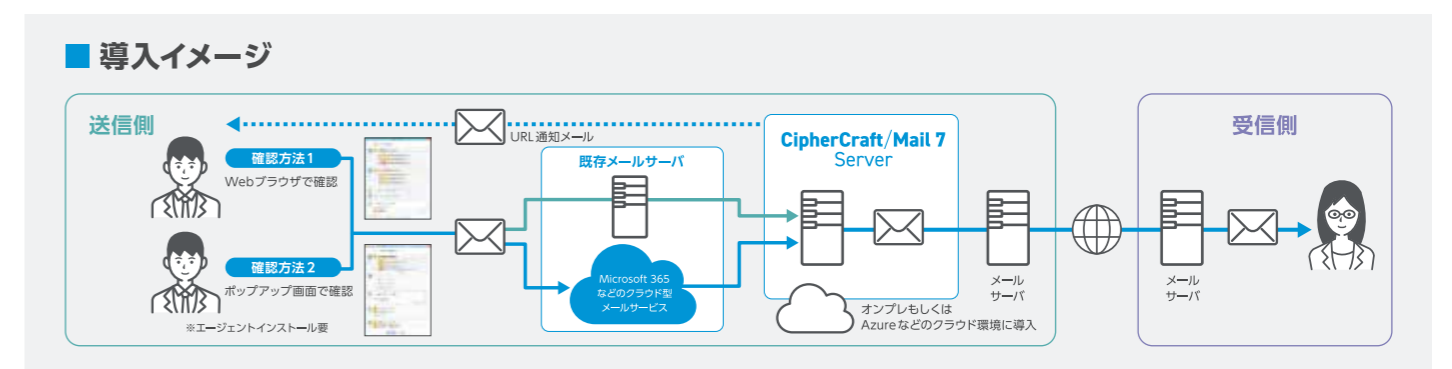 導入イメージ
送信側
確認方法1
Webブラウザで確認
確認方法2
ポップアップ画面で確認
※エージェントインストール要
URL通知メール
既存メールサーバ
Microsoft 365
などのクラウド型
メールサービス
CipherCraft/Mail 7
Server
オンプレもしくは
Azureなどのクラウド環境に導入
メール
サーバ
受信側
メール
サーバ